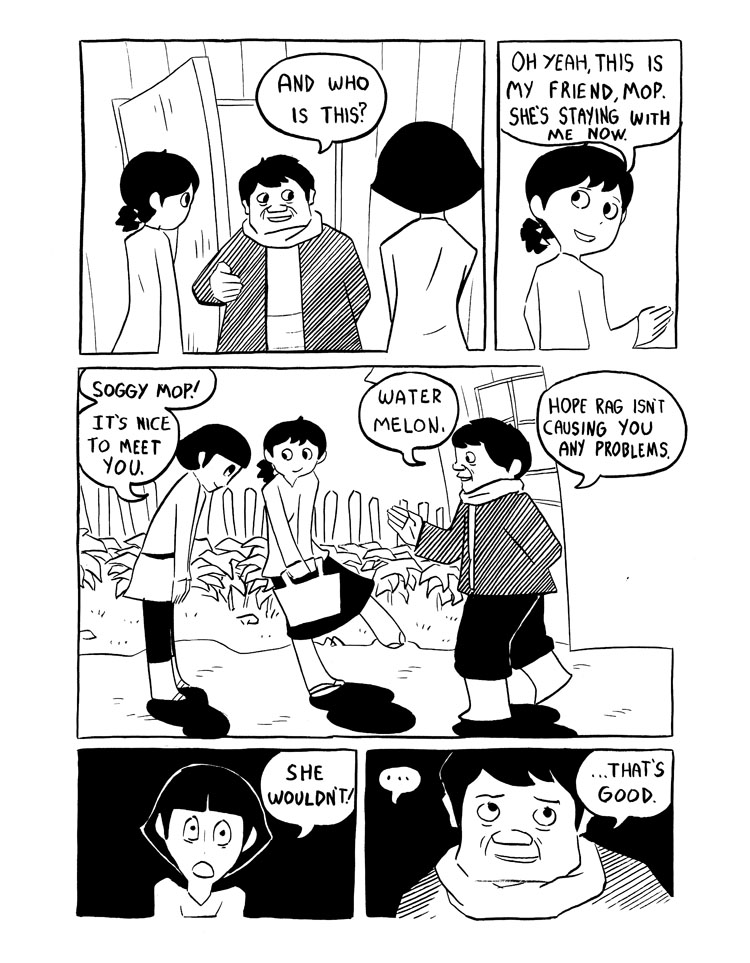 AND WHO
IS THIS?
OH YEAH, THIS IS
MY FRIEND, MOP.
SHE'S STAYING WITH
ME NOW.
SOGGY MOP!
IT'S NICE
TO MEET
YOU.
WATER
MELON.
HOPE RAG ISN'T
CAUSING YOU
ANY PROBLEMS.
SHE
WOULDN'T!
...
...THAT'S
GOOD.